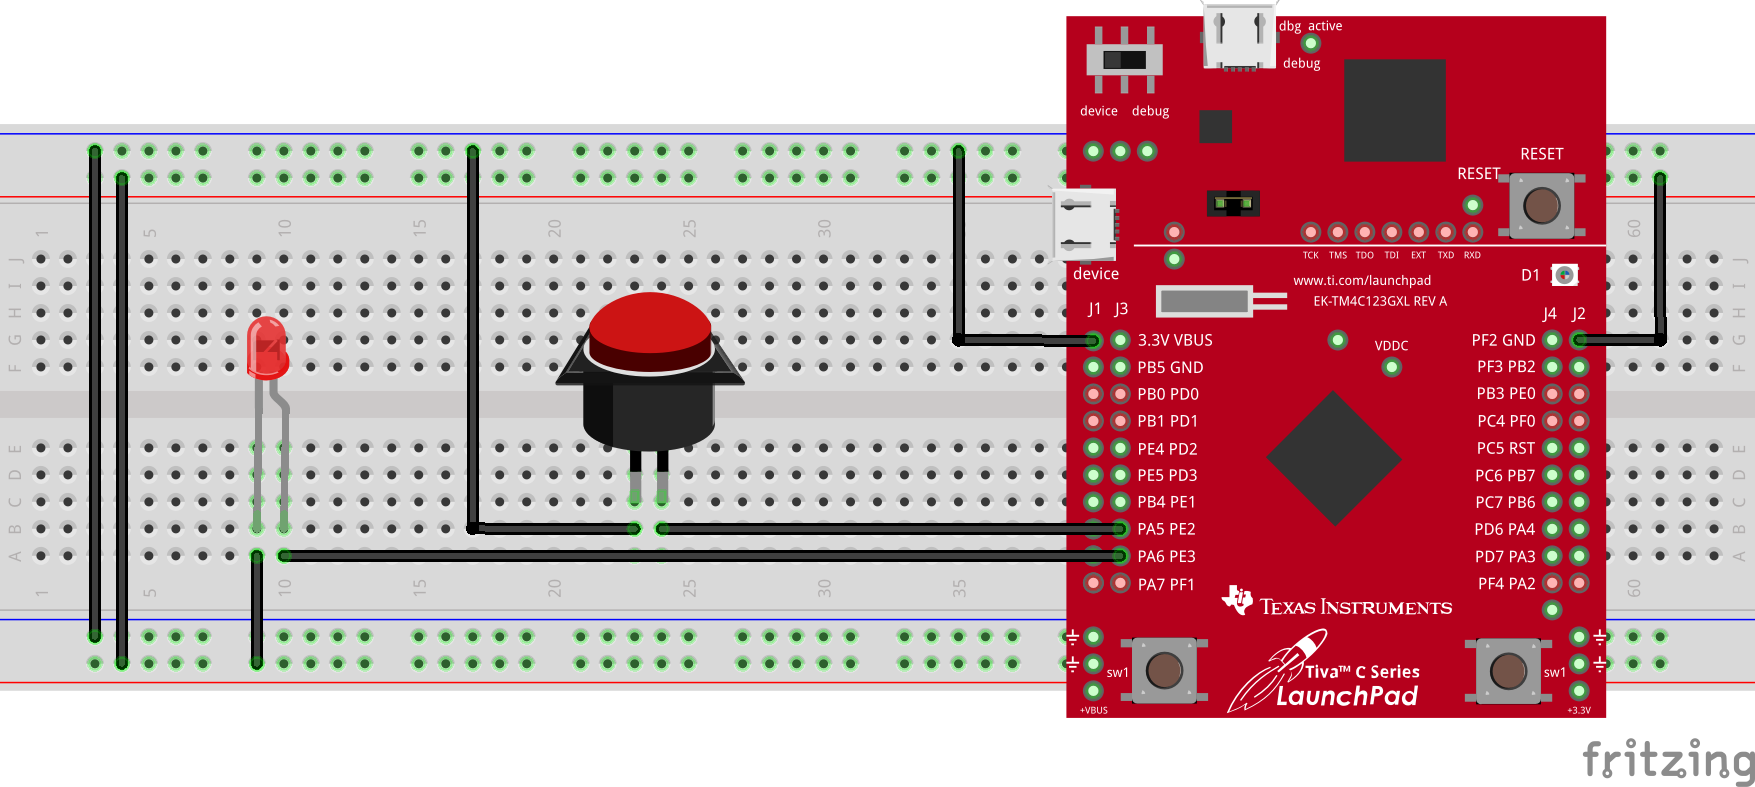 dbg active
debug
device debug
RESET
RESET
1 5 10 15 20 25 30 60
TCK TMS TDO TDI EXT TXD RXD
J J
I I
H H
G G
F F
device
D1
www.ti.com/launchpad
EK-TM4C123GXL REV A
J1 J3
J4 J2
3.3V VBUS
PB5 GND
PB0 PD0
PB1 PD1
PE4 PD2
PE5 PD3
PB4 PE1
PA5 PE2
PA6 PE3
PA7 PF1
VDDC
PF2 GND
PF3 PB2
PB3 PE0
PC4 PF0
PC5 RST
PC6 PB7
PC7 PB6
PD6 PA4
PD7 PA3
PF4 PA2
E E
D D
C C
B B
A A
1 5 10 15 20 25 30 35 60
TEXAS INSTRUMENTS
sw1
Tiva™ C Series
LaunchPad
sw1
+VBUS
+3.3V
fritzing